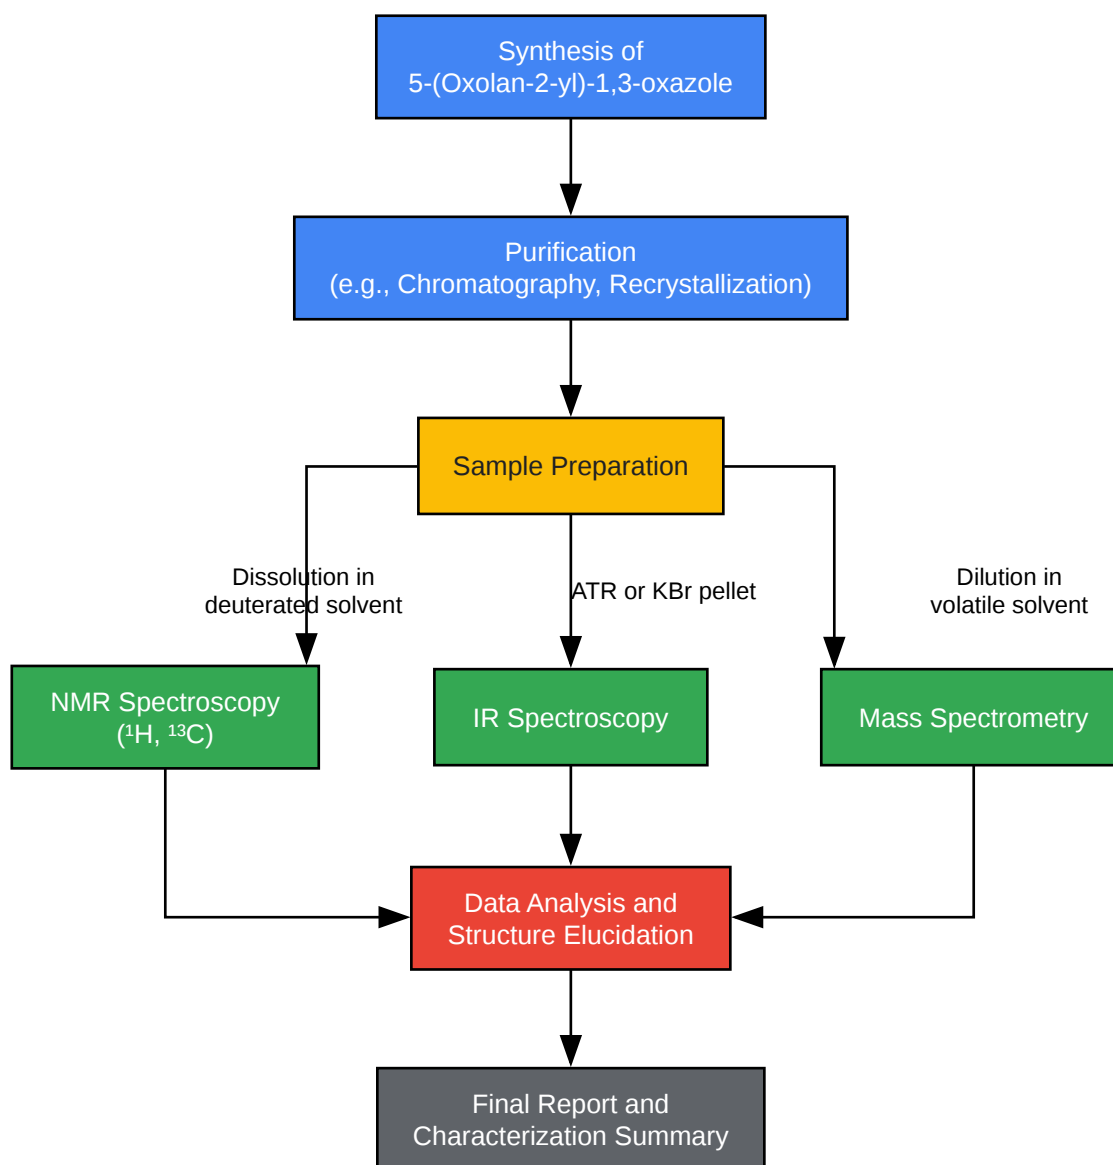 Synthesis of
5-(Oxolan-2-yl)-1,3-oxazole
Purification
(e.g., Chromatography, Recrystallization)
Sample Preparation
Dissolution in
deuterated solvent
ATR or KBr pellet
Dilution in
volatile solvent
NMR Spectroscopy
(¹H, ¹³C)
IR Spectroscopy
Mass Spectrometry
Data Analysis and
Structure Elucidation
Final Report and
Characterization Summary